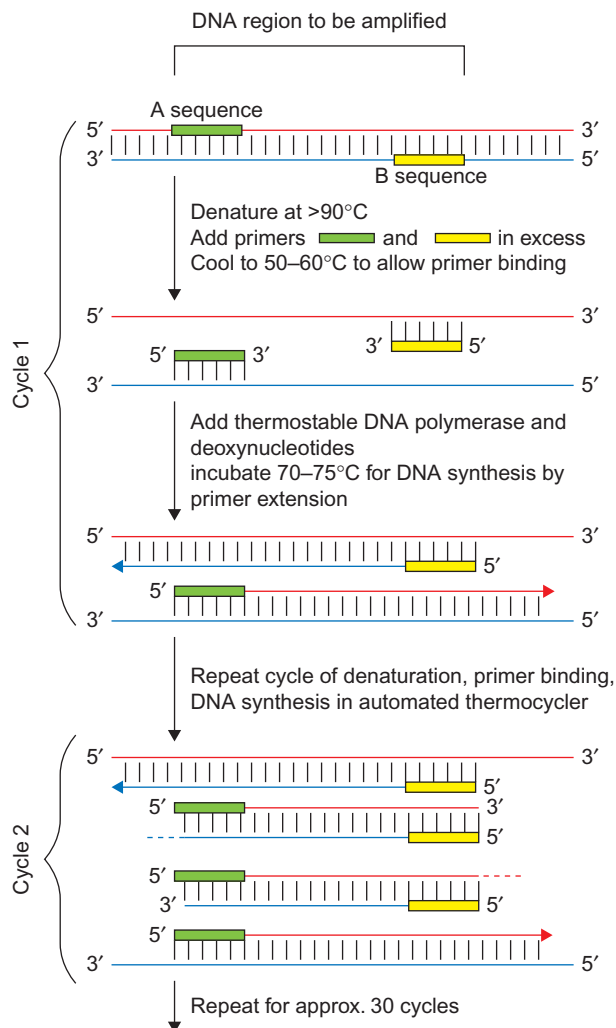 DNA region to be amplified
A sequence
5′ 3′
3′ 5′
B sequence
Denature at >90°C
Add primers and in excess
Cool to 50–60°C to allow primer binding
Cycle 1
5′ 3′
3′ 5′
5′ 3′
3′ 5′
Add thermostable DNA polymerase and
deoxynucleotides
incubate 70–75°C for DNA synthesis by
primer extension
5′ 3′
5′
5′
3′ 5′
Repeat cycle of denaturation, primer binding,
DNA synthesis in automated thermocycler
Cycle 2
5′ 3′
5′
5′ 3′
5′
5′
3′ 5′
5′
3′ 5′
Repeat for approx. 30 cycles